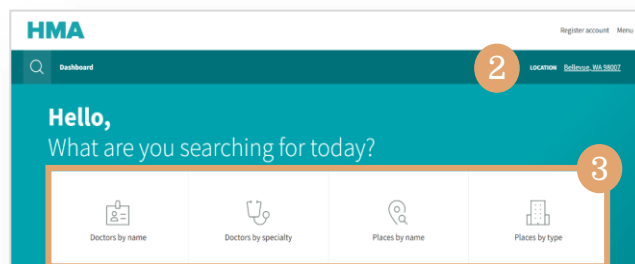 HMA
Register account Menu
Dashboard
2
LOCATION Bellevue, WA 98007
Hello,
What are you searching for today?
3
Doctors by name
Doctors by specialty
Places by name
Places by type